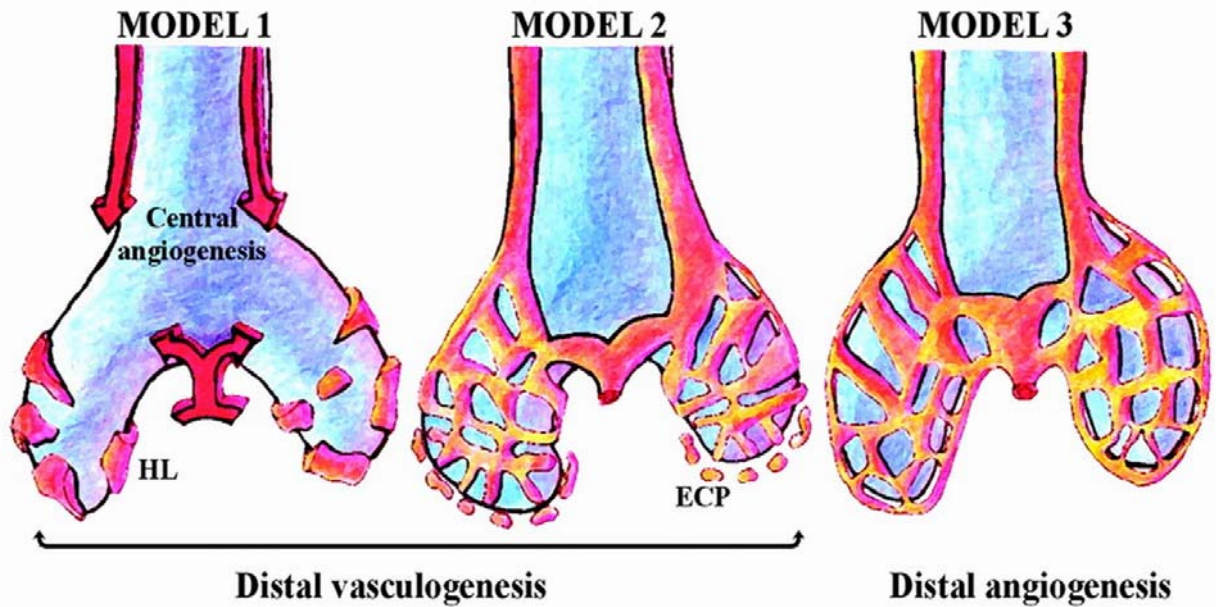 MODEL 1
MODEL 2
MODEL 3
Central
angiogenesis
HL
ECP
Distal vasculogenesis
Distal angiogenesis